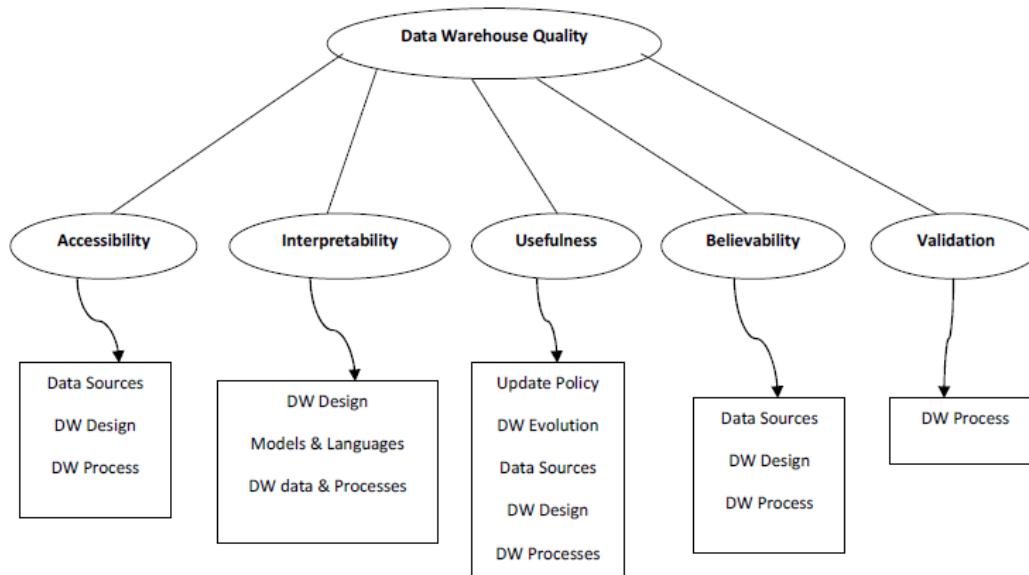 Data Warehouse Quality
Accessibility
Interpretability
Usefulness
Believability
Validation
Data Sources
DW Design
DW Process
DW Design
Models & Languages
DW data & Processes
Update Policy
DW Evolution
Data Sources
DW Design
DW Processes
Data Sources
DW Design
DW Process
DW Process